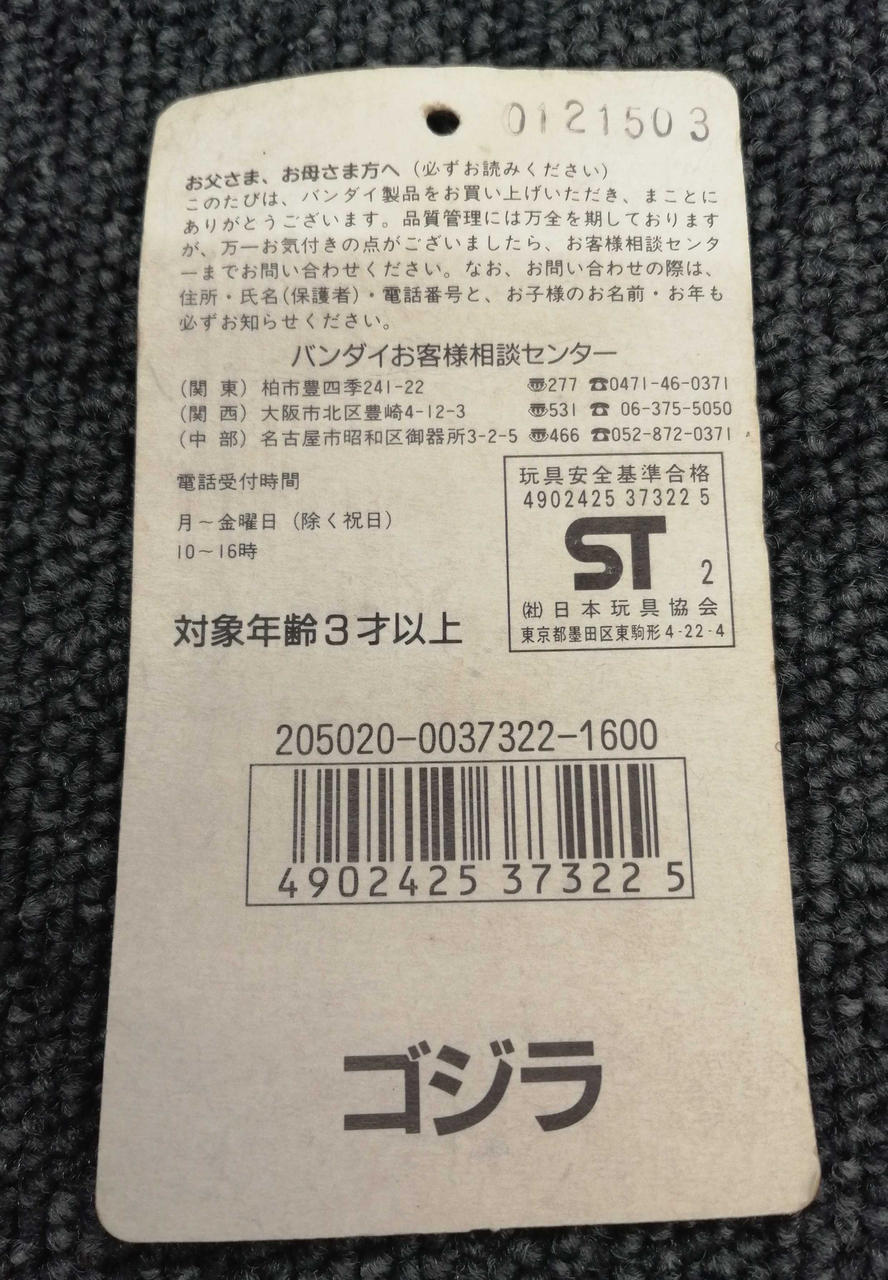 0121503
お父さま、お母さま方へ（必ずお読みください）
このたびは、バンダイ製品をお買い上げいただき、まことに
ありがとうございます。品質管理には万全を期しております
が、万一お気付きの点がございましたら、お客様相談センタ
ーまでお問い合わせください。なお、お問い合わせの際は、
住所・氏名(保護者)・電話番号と、お子様のお名前・お年も
必ずお知らせください。
バンダイお客様相談センター
（関 東）柏市豊四季241-22 〠277 ☎0471-46-0371
（関 西）大阪市北区豊崎4-12-3 〠531 ☎ 06-375-5050
（中 部）名古屋市昭和区御器所3-2-5 〠466 ☎052-872-0371
電話受付時間
月～金曜日（除く祝日）
10～16時
対象年齢3才以上
玩具安全基準合格
4902425 37322 5
ST 2
㈳日本玩具協会
東京都墨田区東駒形4-22-4
205020-0037322-1600
4902425 37322 5
ゴジラ